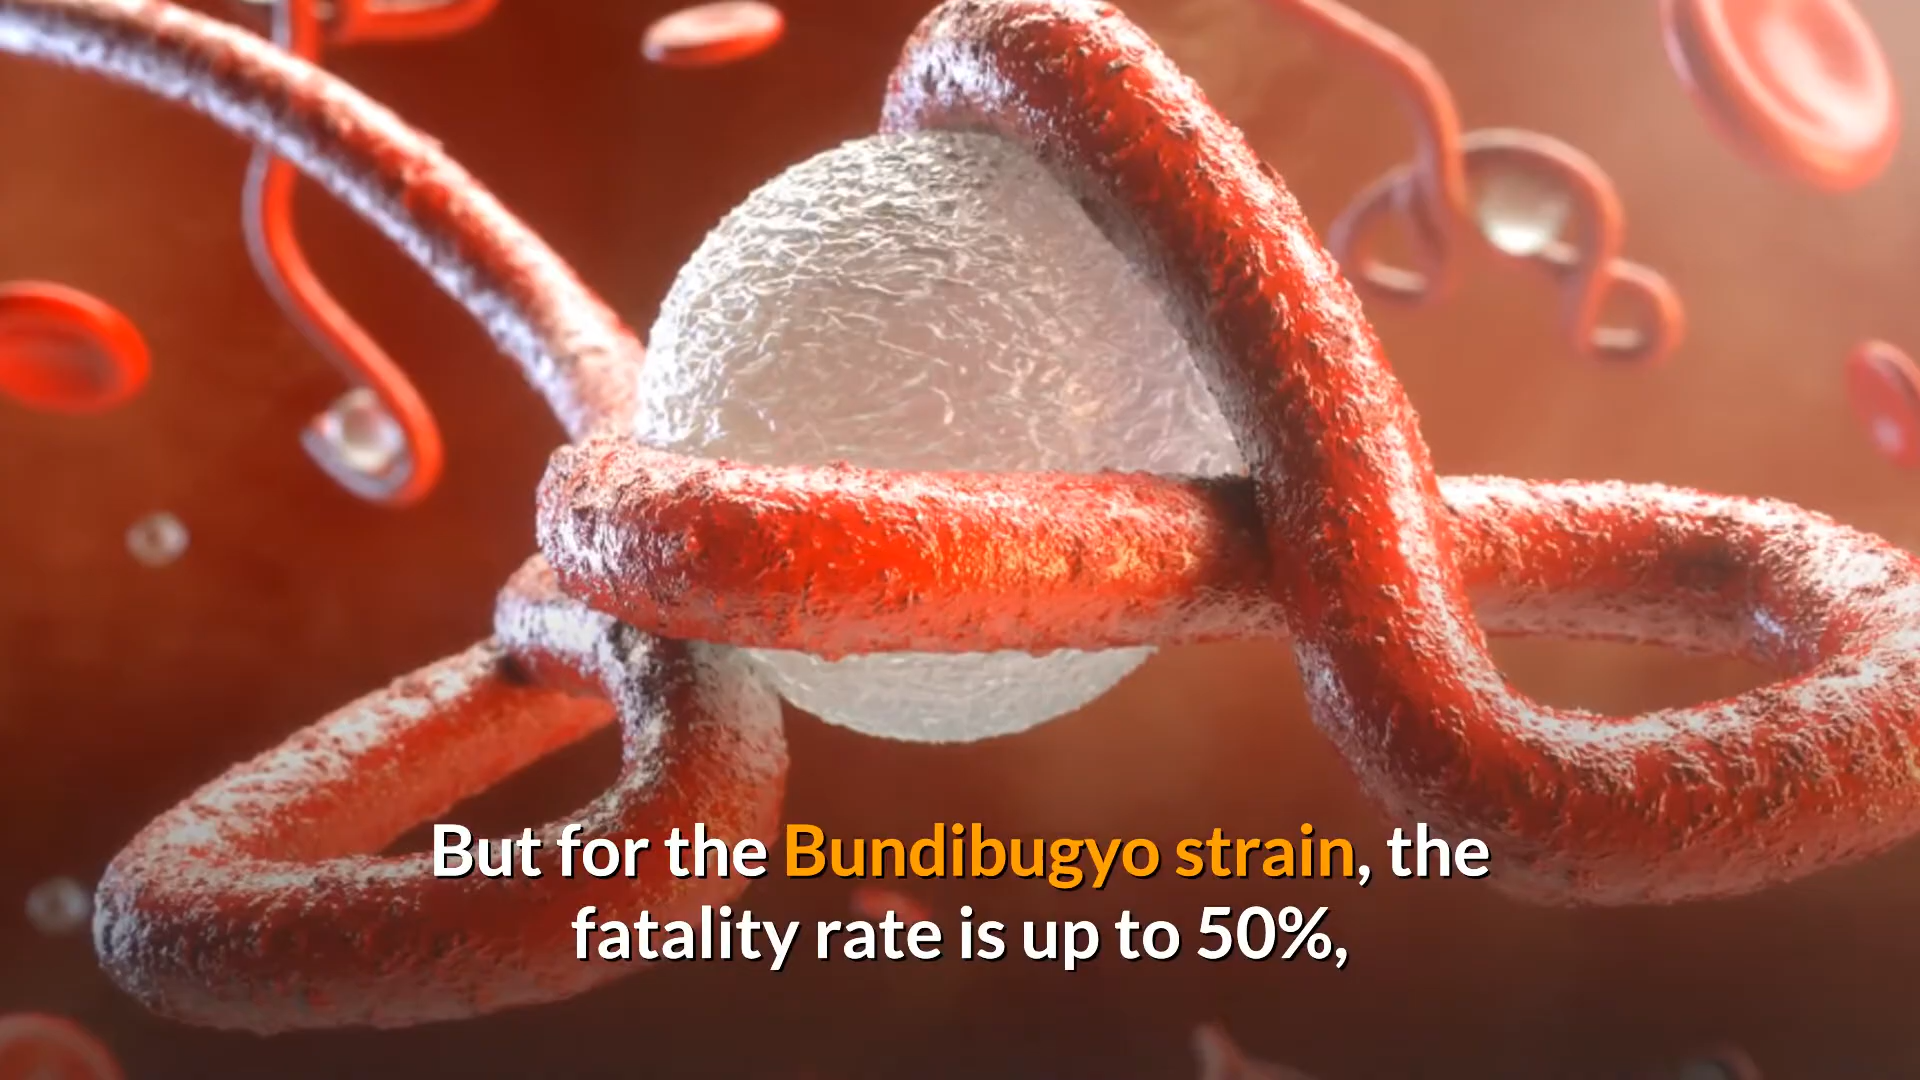 But for the Bundibugyo strain, the
fatality rate is up to 50%,